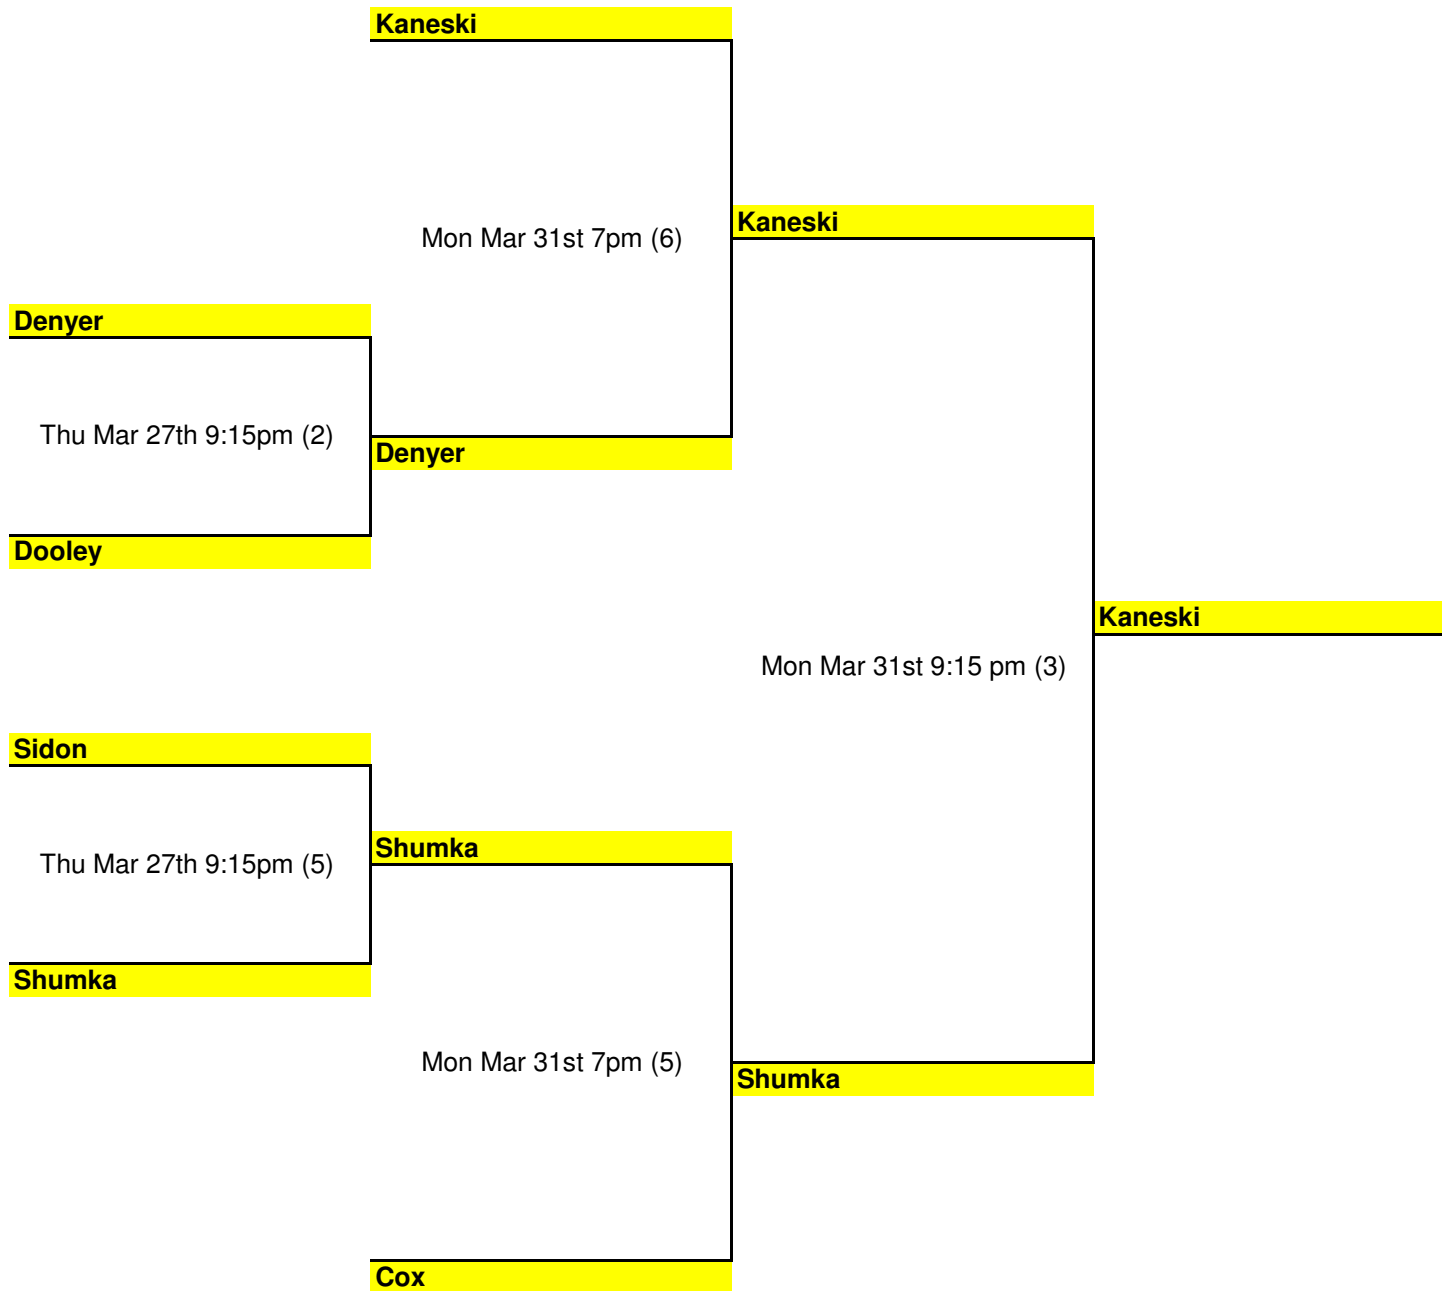 Kaneski
Mon Mar 31st 7pm (6)
Kaneski
Denyer
Thu Mar 27th 9:15pm (2)
Denyer
Dooley
Kaneski
Mon Mar 31st 9:15 pm (3)
Sidon
Shumka
Thu Mar 27th 9:15pm (5)
Shumka
Mon Mar 31st 7pm (5)
Shumka
Cox